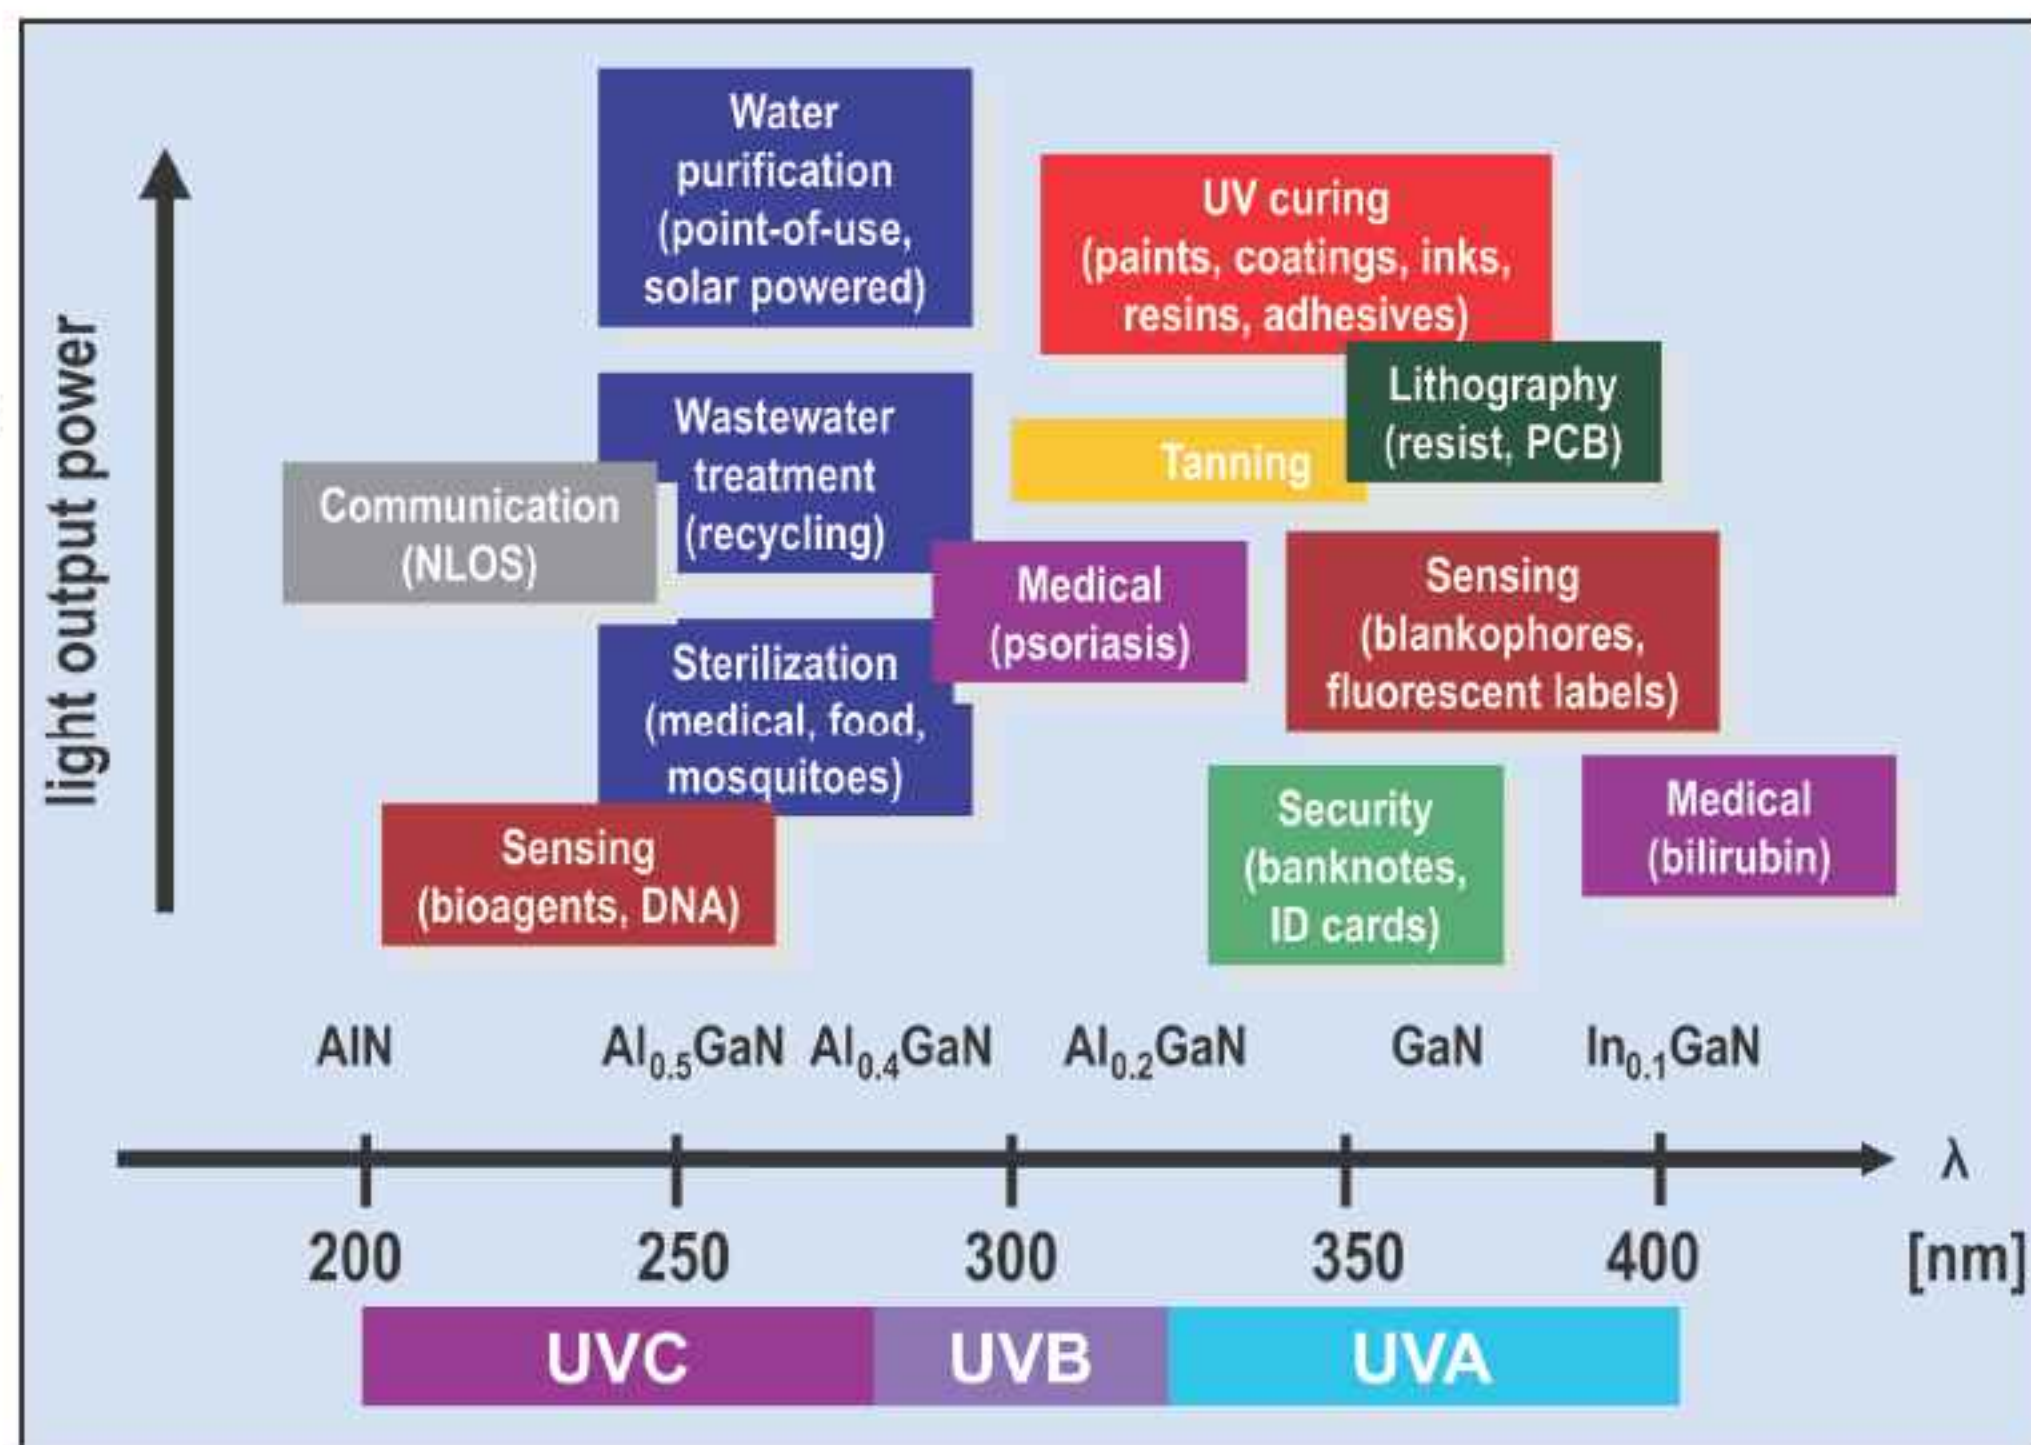 Water
purification
(point-of-use,
solar powered)
UV curing
(paints, coatings, inks,
resins, adhesives)
Lithography
(resist, PCB)
Wastewater
treatment
(recycling)
Tanning
Communication
(NLOS)
Medical
(psoriasis)
Sensing
(blankophores,
fluorescent labels)
Sterilization
(medical, food,
mosquitoes)
Security
(banknotes,
ID cards)
Medical
(bilirubin)
Sensing
(bioagents, DNA)
light output power
AlN Al0.5GaN Al0.4GaN Al0.2GaN GaN In0.1GaN
λ
200 250 300 350 400 [nm]
UVC UVB UVA